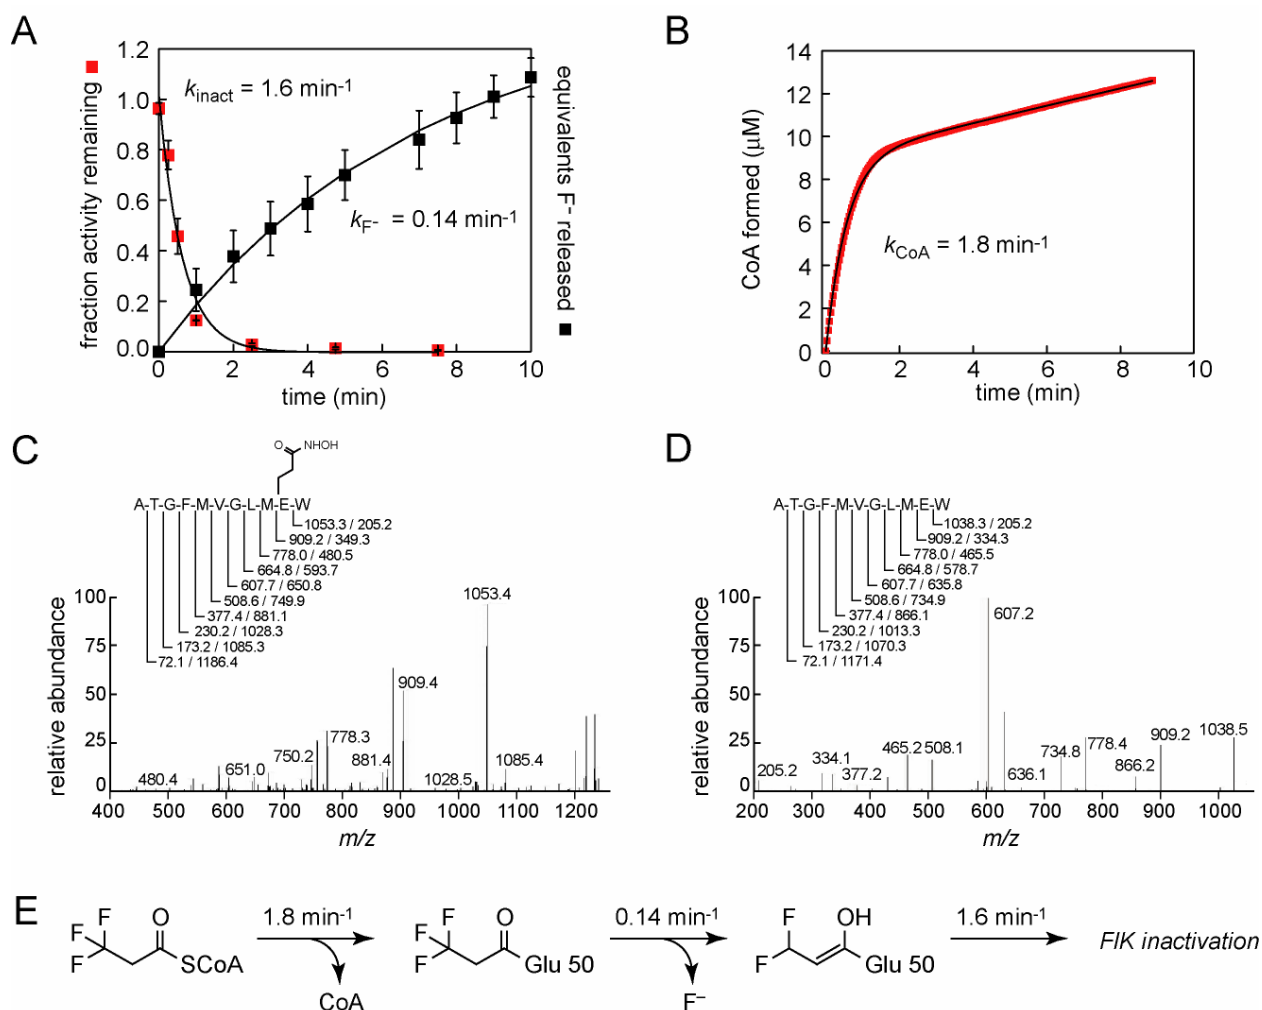 A
B
1.2
1.0
0.8
0.6
0.4
0.2
0.0
0
2
4
6
8
10
time (min)
fraction activity remaining
equivalents F⁻ released
kinact = 1.6 min-1
kF- = 0.14 min-1
14
12
10
8
6
4
2
0
0
2
4
6
8
10
time (min)
CoA formed (µM)
kCoA = 1.8 min-1
C
O
NHOH
A-T-G-F-M-V-G-L-M-E-W
1053.3 / 205.2
909.2 / 349.3
778.0 / 480.5
664.8 / 593.7
607.7 / 650.8
508.6 / 749.9
377.4 / 881.1
230.2 / 1028.3
173.2 / 1085.3
72.1 / 1186.4
100
75
50
25
0
relative abundance
480.4
651.0
750.2
778.3
881.4
909.4
1028.5
1053.4
1085.4
400
500
600
700
800
900
1000
1100
1200
m/z
D
A-T-G-F-M-V-G-L-M-E-W
1038.3 / 205.2
909.2 / 334.3
778.0 / 465.5
664.8 / 578.7
607.7 / 635.8
508.6 / 734.9
377.4 / 866.1
230.2 / 1013.3
173.2 / 1070.3
72.1 / 1171.4
100
75
50
25
0
relative abundance
205.2
334.1
377.2
465.2
508.1
607.2
636.1
734.8
778.4
866.2
909.2
1038.5
200
300
400
500
600
700
800
900
1000
m/z
E
F
F
F
O
SCoA
1.8 min-1
CoA
F
F
F
O
Glu 50
0.14 min-1
F⁻
F
F
OH
Glu 50
1.6 min-1
FlK inactivation